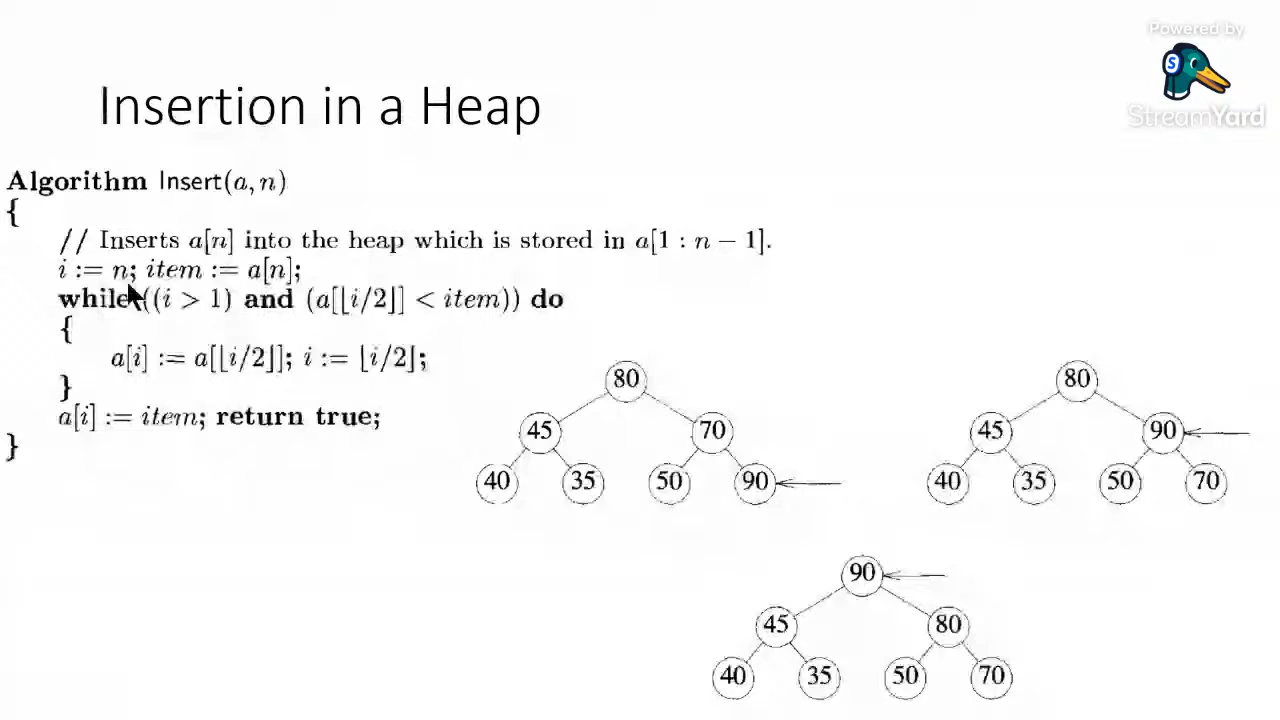 Powered by
StreamYard
Insertion in a Heap
Algorithm Insert(a, n)
{
// Inserts a[n] into the heap which is stored in a[1 : n − 1].
i := n; item := a[n];
while ((i > 1) and (a[⌊i/2⌋] < item)) do
{
a[i] := a[⌊i/2⌋]; i := ⌊i/2⌋;
}
a[i] := item; return true;
}
80
45 70
40 35 50 90
80
45 90
40 35 50 70
90
45 80
40 35 50 70